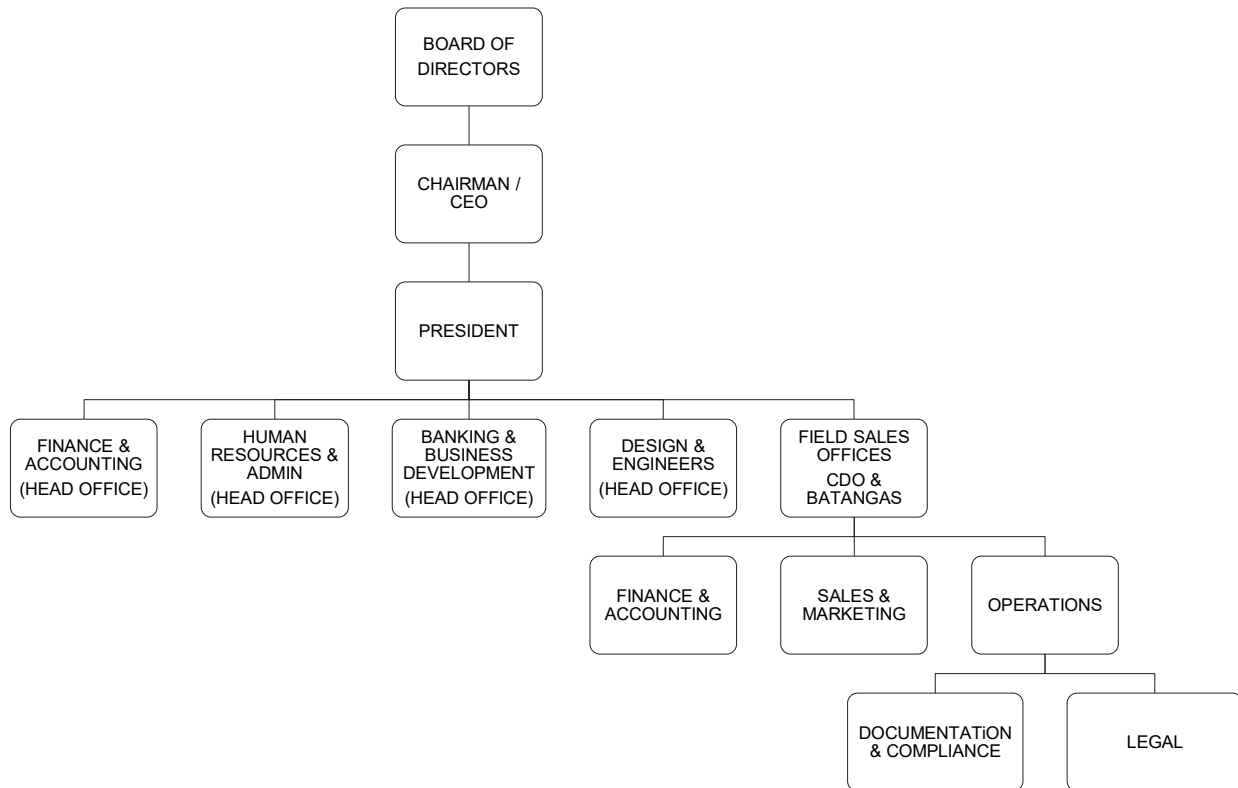 BOARD OF
DIRECTORS
CHAIRMAN /
CEO
PRESIDENT
FINANCE &
ACCOUNTING
(HEAD OFFICE)
HUMAN
RESOURCES &
ADMIN
(HEAD OFFICE)
BANKING &
BUSINESS
DEVELOPMENT
(HEAD OFFICE)
DESIGN &
ENGINEERS
(HEAD OFFICE)
FIELD SALES
OFFICES
CDO &
BATANGAS
FINANCE &
ACCOUNTING
SALES &
MARKETING
OPERATIONS
DOCUMENTATiON
& COMPLIANCE
LEGAL